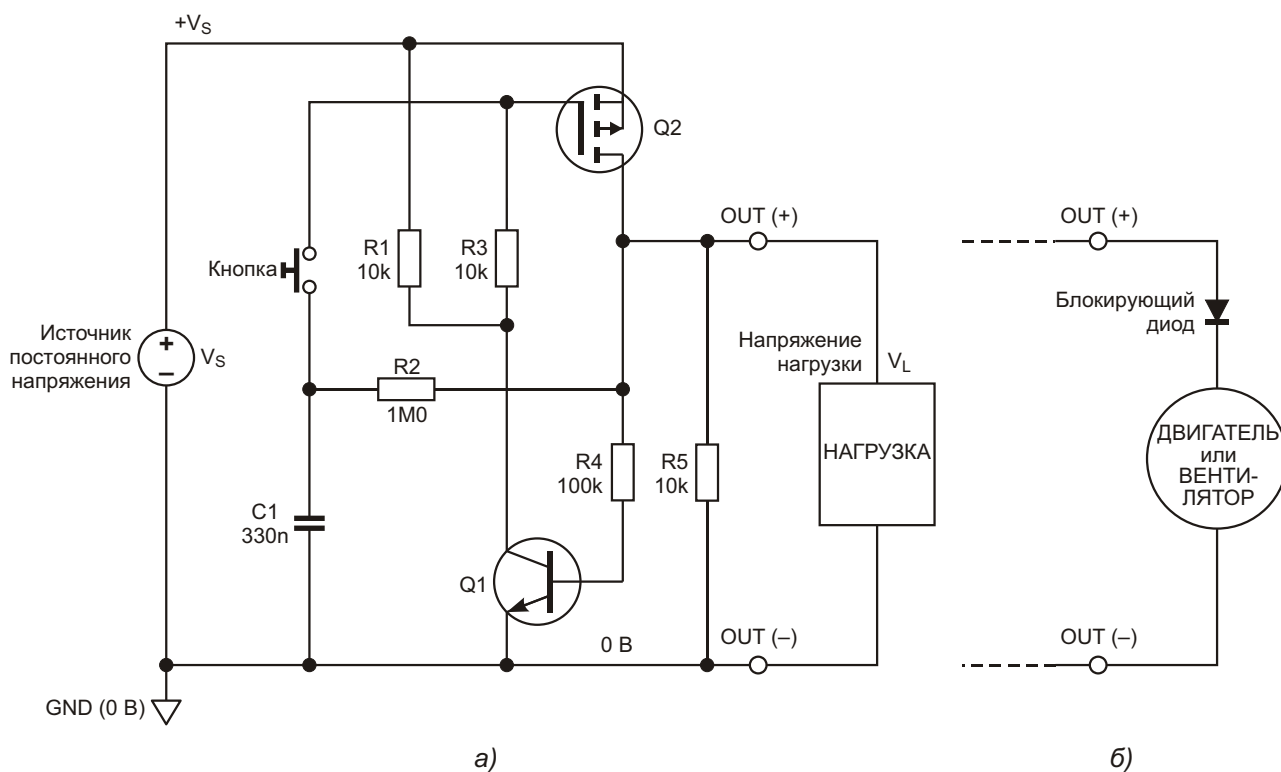 +VS
Q2
OUT (+)
OUT (+)
R1
10k
R3
10k
Кнопка
Блокирующий
диод
Источник
постоянного
напряжения
VS
Напряжение
нагрузки
VL
R2
1M0
НАГРУЗКА
ДВИГАТЕЛЬ
или
ВЕНТИ-
ЛЯТОР
R4
100k
R5
10k
C1
330n
Q1
0 В
OUT (–)
OUT (–)
GND (0 В)
а)
б)